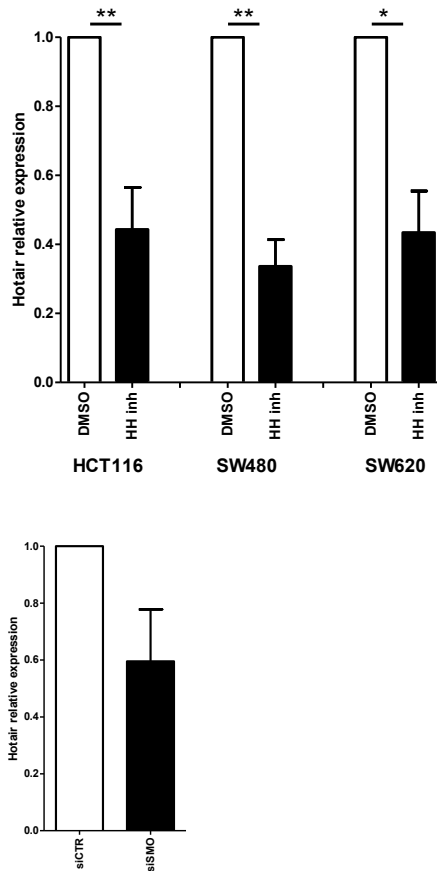 ** ** *
Hotair relative expression
1.0
0.8
0.6
0.4
0.2
0.0
DMSO HH inh DMSO HH inh DMSO HH inh
HCT116 SW480 SW620
Hotair relative expression
1.0
0.8
0.6
0.4
0.2
0.0
siCTR siSMO